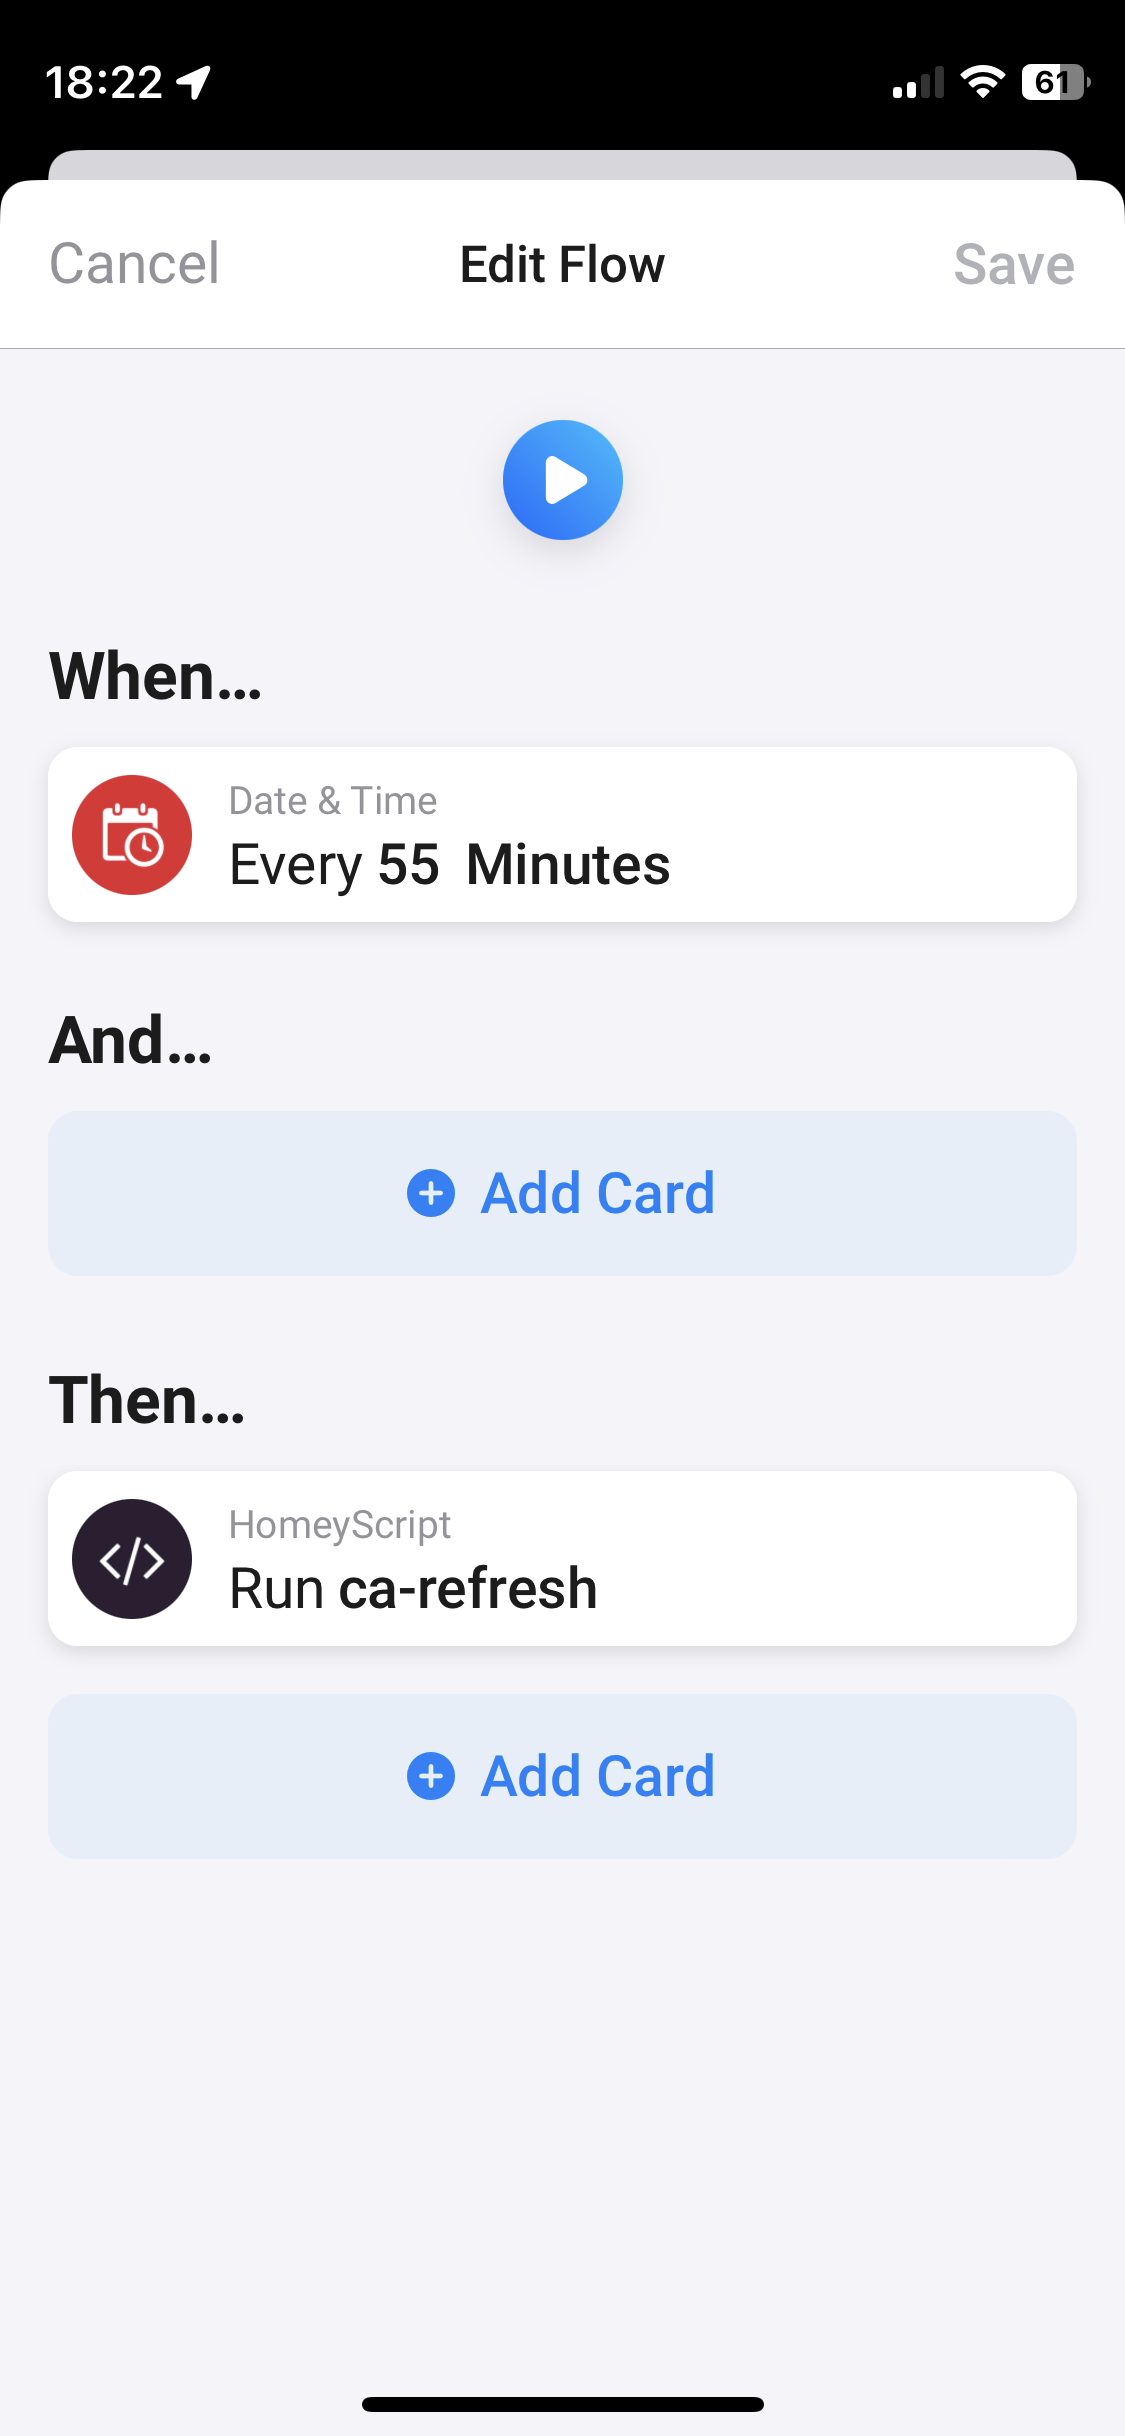 18:22
61
Cancel
Edit Flow
Save
When...
Date & Time
Every 55 Minutes
And...
Add Card
Then...
HomeyScript
Run ca-refresh
Add Card